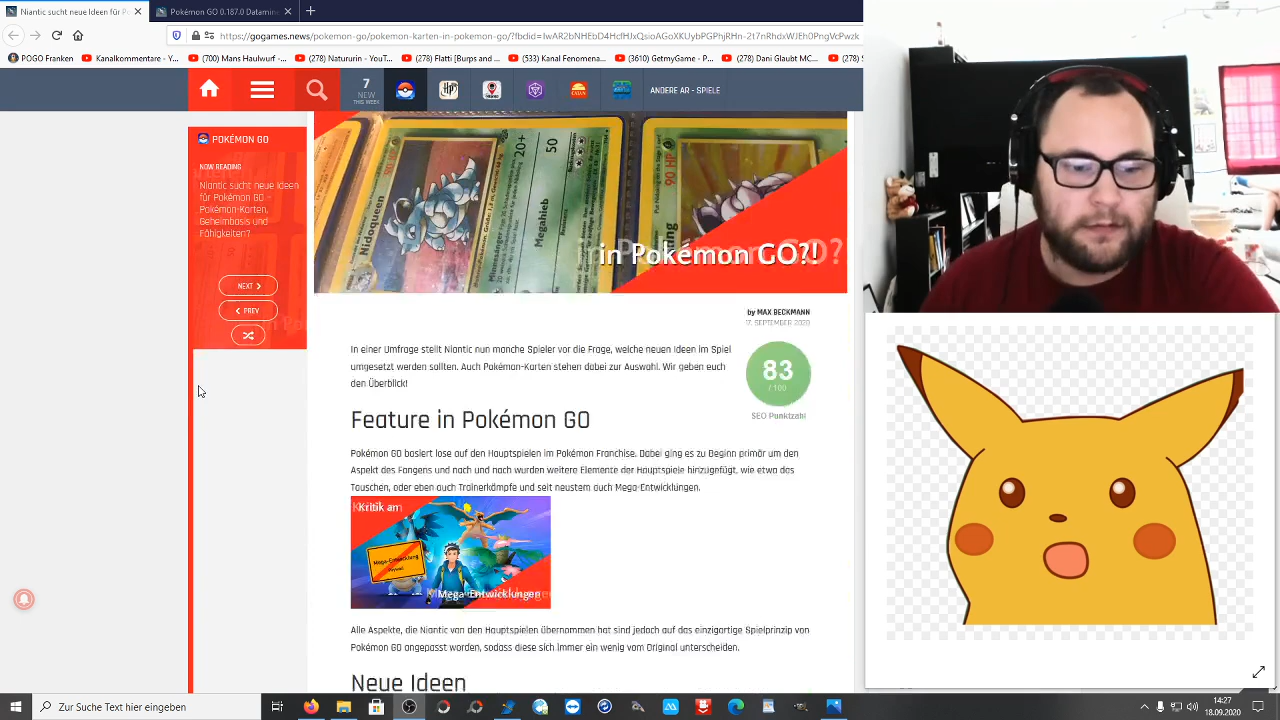 Niantic sucht neue Ideen für Po
Pokémon GO 0.187.0 Datamine
https://gogames.news/pokemon-go/pokemon-karten-in-pokemon-go/?fbclid=
POGO Franken
Kanalkommentare - Y...
(700) Mans Haulwurf - ...
(278) Natururin - YouT...
(278) Flatti [Burps and ...
(533) Kanal Fenomena...
(3610) GetmyGame - P...
(278) Dani Glaubt MC...
(278) S
7
NEW
THIS WEEK
ANDERE AR - SPIELE
POKÉMON GO
NOW READING
Niantic sucht neue Ideen
für Pokémon GO -
Pokémon-Karten,
Geheimbasis und
Fähigkeiten?
NEXT
PREV
Nidoqueen
20+
50
in Pokémon GO?!
by MAX BECKMANN
17. SEPTEMBER 2020
In einer Umfrage stellt Niantic nun manche Spieler vor die Frage, welche neuen Ideen im Spiel
umgesetzt werden sollten. Auch Pokémon-Karten stehen dabei zur Auswahl. Wir geben euch
den Überblick!
83
/ 100
SEO Punktzahl
Feature in Pokémon GO
Pokémon GO basiert lose auf den Hauptspielen im Pokémon Franchise. Dabei ging es zu Beginn primär um den
Aspekt des Fangens und nach und nach wurden weitere Elemente der Hauptspiele hinzugefügt, wie etwa das
Tauschen, oder eben auch Trainerkämpfe und seit neustem auch Mega-Entwicklungen.
Kritik am
Mega-Entwicklung
Mega-Entwicklungen
Alle Aspekte, die Niantic van den Hauptspielen übernommen hat sind jedoch auf das einzigartige Spielprinzip von
Pokémon GO angepasst worden, sodass diese sich immer ein wenig vom Original unterscheiden.
Neue Ideen
Zur Suche Text hier eingeben
14:27
18.09.2020